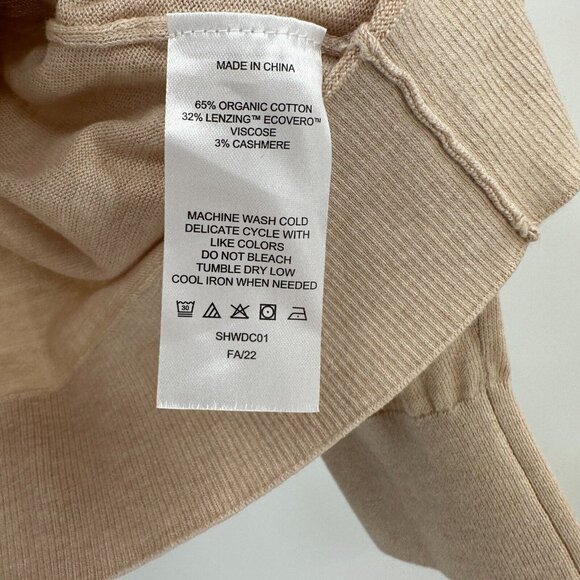 MADE IN CHINA
65% ORGANIC COTTON
32% LENZING™ ECOVERO™
VISCOSE
3% CASHMERE
MACHINE WASH COLD
DELICATE CYCLE WITH
LIKE COLORS
DO NOT BLEACH
TUMBLE DRY LOW
COOL IRON WHEN NEEDED
30
SHWDC01
FA/22